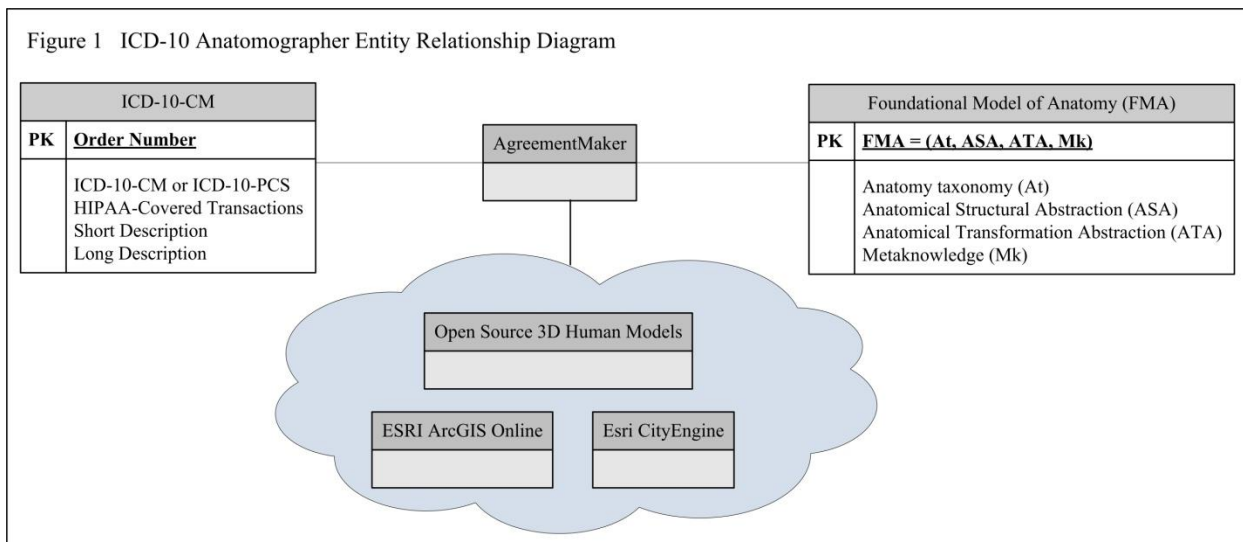 Figure 1 ICD-10 Anatomographer Entity Relationship Diagram
ICD-10-CM
PK Order Number
ICD-10-CM or ICD-10-PCS
HIPAA-Covered Transactions
Short Description
Long Description
AgreementMaker
Foundational Model of Anatomy (FMA)
PK FMA = (At, ASA, ATA, Mk)
Anatomy taxonomy (At)
Anatomical Structural Abstraction (ASA)
Anatomical Transformation Abstraction (ATA)
Metaknowledge (Mk)
Open Source 3D Human Models
ESRI ArcGIS Online
Esri CityEngine